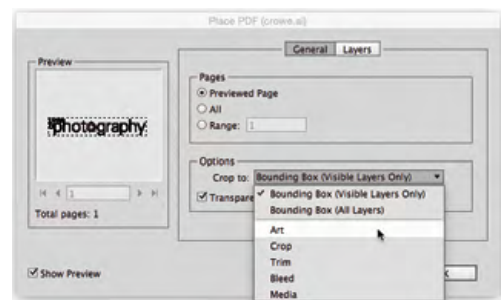 Place PDF (crowe.ai)
General Layers
Preview
photography
1
Total pages: 1
Show Preview
Pages
Previewed Page
All
Range: 1
Options
Crop to: Bounding Box (Visible Layers Only)
Transpare
✓ Bounding Box (Visible Layers Only)
Bounding Box (All Layers)
Art
Crop
Trim
Bleed
Media